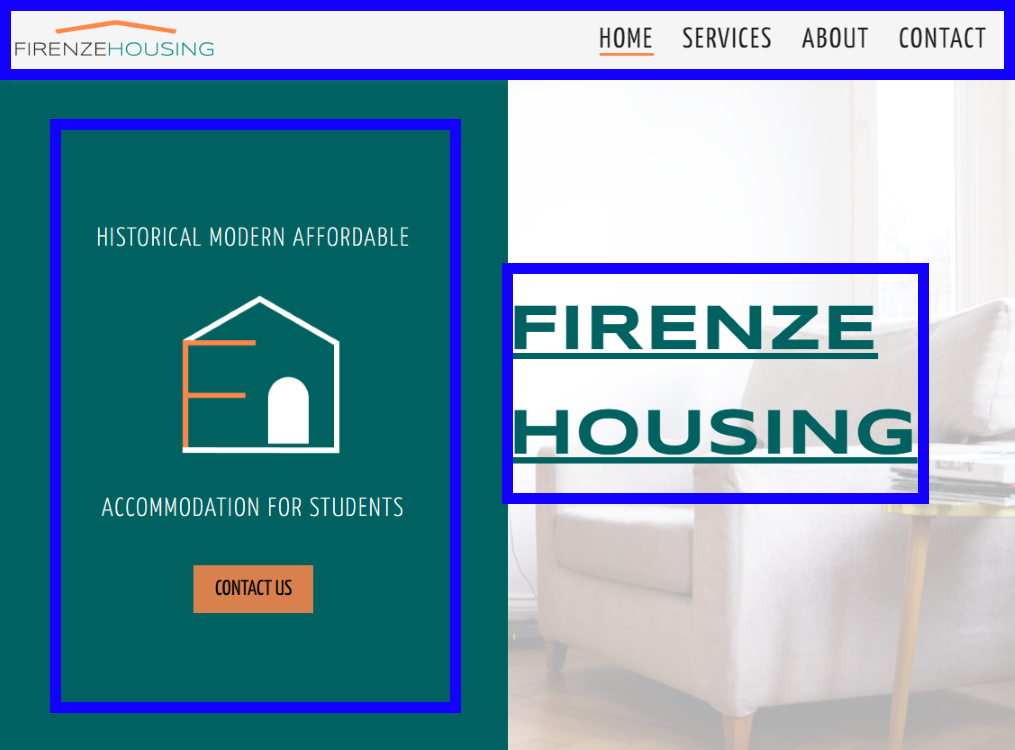 FIRENZEHOUSING
HOME SERVICES ABOUT CONTACT
HISTORICAL MODERN AFFORDABLE
ACCOMMODATION FOR STUDENTS
CONTACT US
FIRENZE
HOUSING